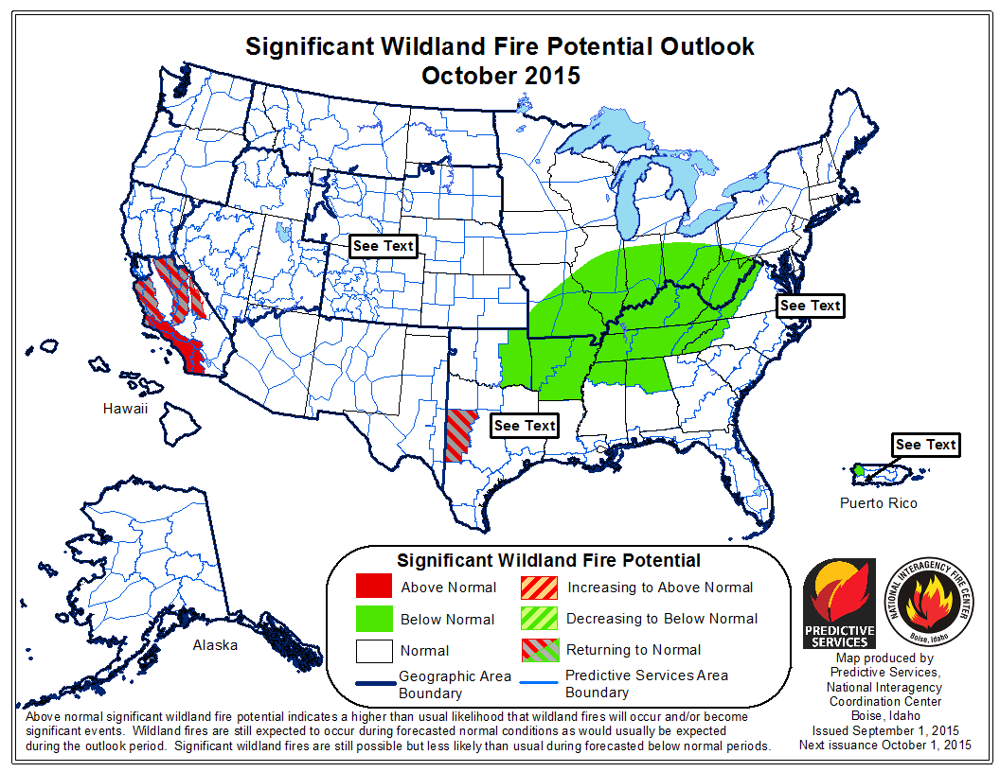 Significant Wildland Fire Potential Outlook
October 2015
See Text
See Text
See Text
See Text
Hawaii
Puerto Rico
Alaska
Significant Wildland Fire Potential
Above Normal
Increasing to Above Normal
Below Normal
Decreasing to Below Normal
Normal
Returning to Normal
Geographic Area
Boundary
Predictive Services Area
Boundary
PREDICTIVE
SERVICES
NATIONAL INTERAGENCY FIRE CENTER
Boise, Idaho
Map produced by
Predictive Services,
National Interagency
Coordination Center
Boise, Idaho
Issued September 1, 2015
Next issuance October 1, 2015
Above normal significant wildland fire potential indicates a higher than usual likelihood that wildland fires will occur and/or become
significant events.  Wildland fires are still expected to occur during forecasted normal conditions as would usually be expected
during the outlook period.  Significant wildland fires are still possible but less likely than usual during forecasted below normal periods.